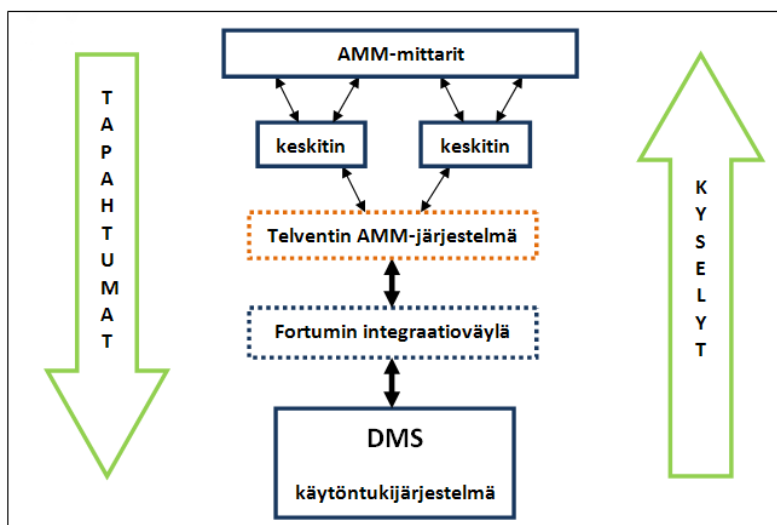 AMM-mittarit
TAPAHTUMAT
keskitin
keskitin
KYSELYT
Telventin AMM-järjestelmä
Fortumin integraatioväylä
DMS
käytöntukijärjestelmä